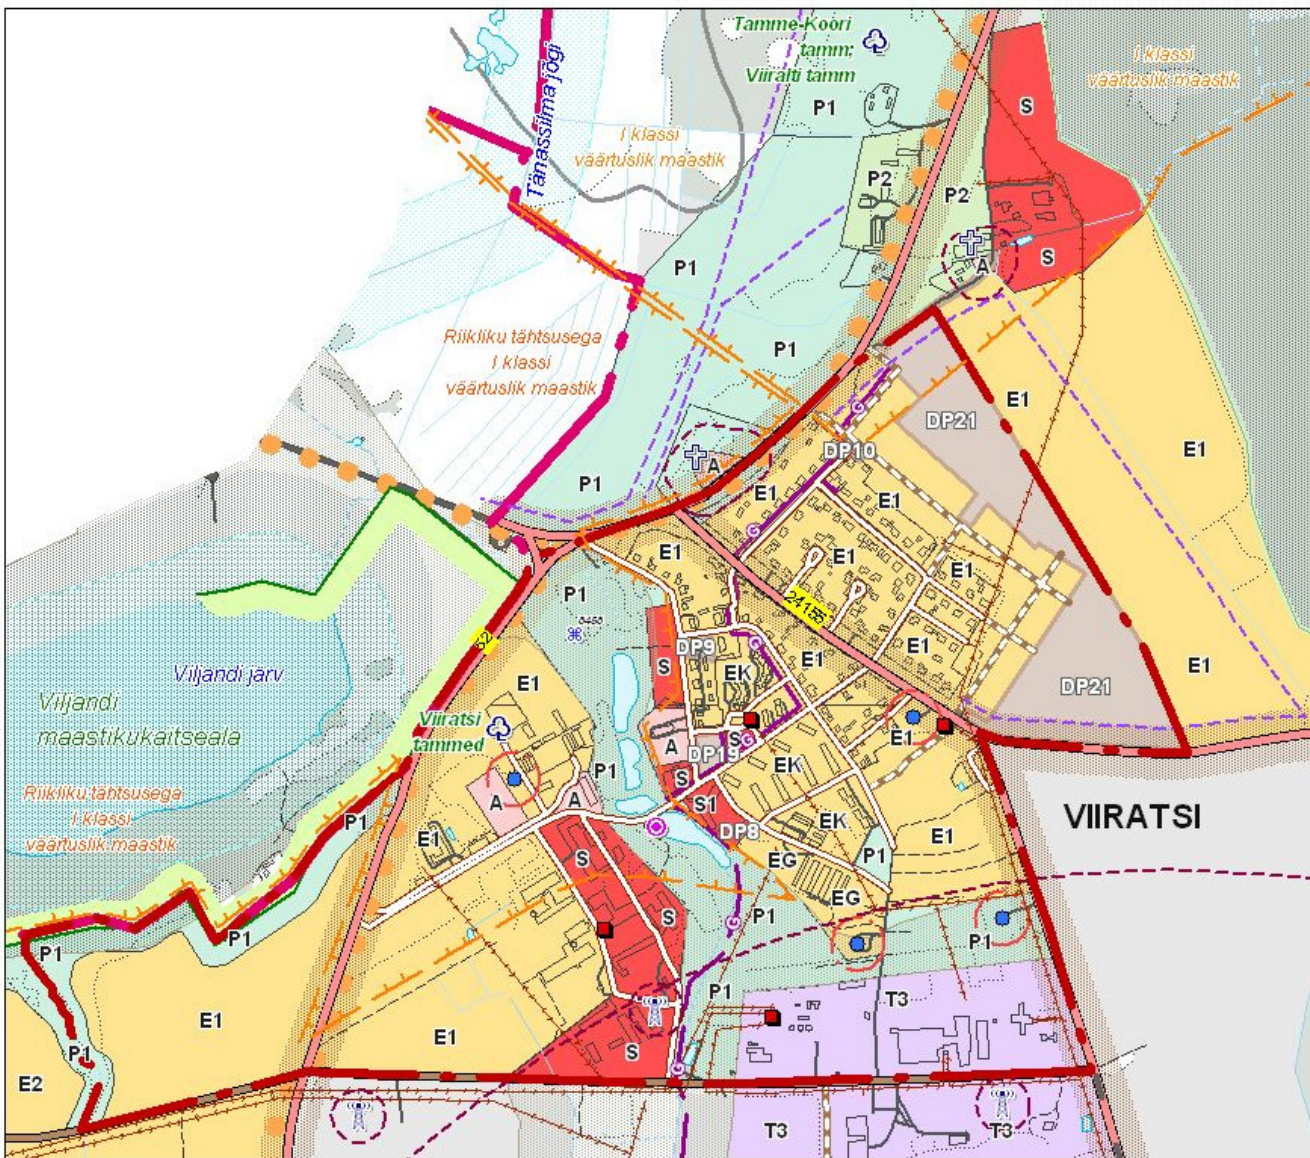 Tamme-Koori
tamm;
Viiralti tamm
I klassi
väärtuslik maastik
S
P1
Tänassilma jõgi
I klassi
väärtuslik maastik
P2
P2
A
S
P1
Riikliku tähtsusega
I klassi
väärtuslik maastik
P1
E1
DP21
E1
DP10
A
E1
E1
P1
E1
E1
E1
P1
24155
DP9
E1
E1
E1
92
S
EK
DP21
Viljandi järv
E1
Viljandi
maastikukaitseala
Viiratsi
tammed
A
S
DP19
E1
P1
EK
S
Riikliku tähtsusega
I klassi
väärtuslik maastik
A
A
S1
P1
DP8
EK
E1
VIIRATSI
E1
S
EG
P1
EG
S
P1
P1
P1
P1
G
G
G
G
G
G
P1
T3
E1
E1
P1
S
E2
T3
T3